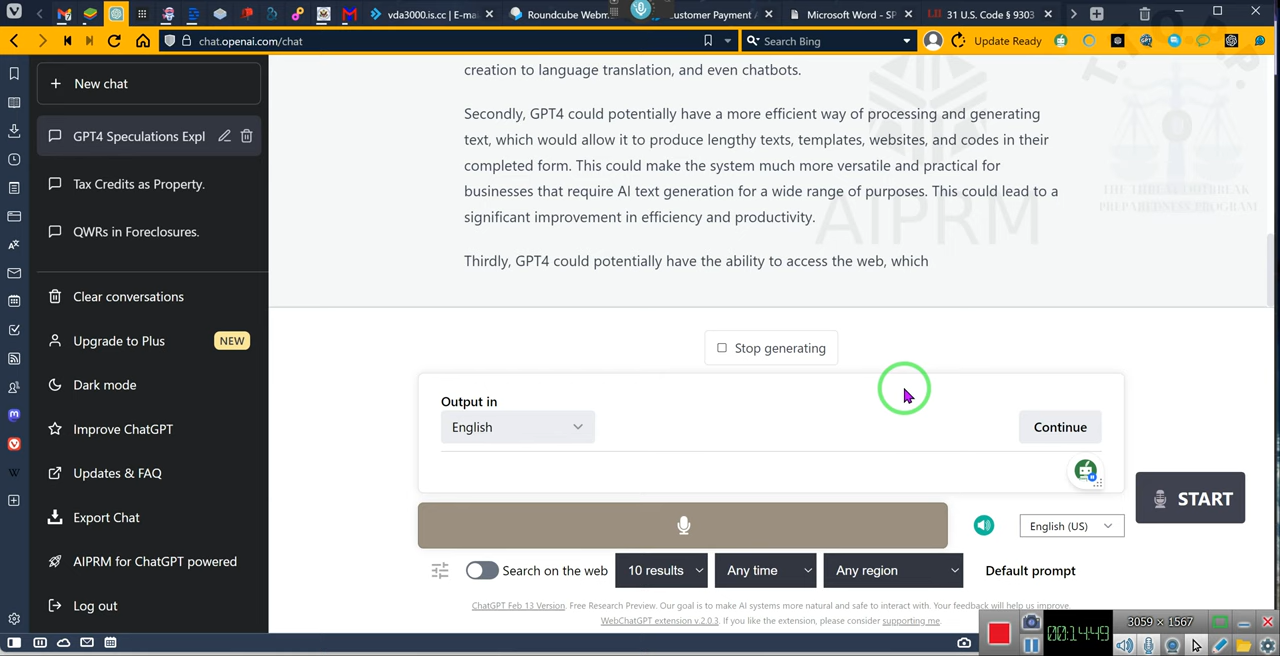 vda3000.is.cc | E-ma
Roundcube Webm
ustomer Payment A
Microsoft Word - SP
31 U.S. Code § 9303
chat.openai.com/chat
Search Bing
Update Ready
New chat
GPT4 Speculations Expl
Tax Credits as Property.
QWRs in Foreclosures.
Clear conversations
Upgrade to Plus
NEW
Dark mode
Improve ChatGPT
Updates & FAQ
Export Chat
AIPRM for ChatGPT powered
Log out
creation to language translation, and even chatbots.
Secondly, GPT4 could potentially have a more efficient way of processing and generating
text, which would allow it to produce lengthy texts, templates, websites, and codes in their
completed form. This could make the system much more versatile and practical for
businesses that require AI text generation for a wide range of purposes. This could lead to a
significant improvement in efficiency and productivity.
Thirdly, GPT4 could potentially have the ability to access the web, which
AIPRM
THE THREAT OUTBREAK
PREPAREDNESS PROGRAM
Stop generating
Output in
English
Continue
START
English (US)
Search on the web
10 results
Any time
Any region
Default prompt
ChatGPT Feb 13 Version. Free Research Preview. Our goal is to make AI systems more natural and safe to interact with. Your feedback will help us improve.
WebChatGPT extension v.2.0.3. If you like the extension, please consider supporting me.
3059 × 1567
00:14:49